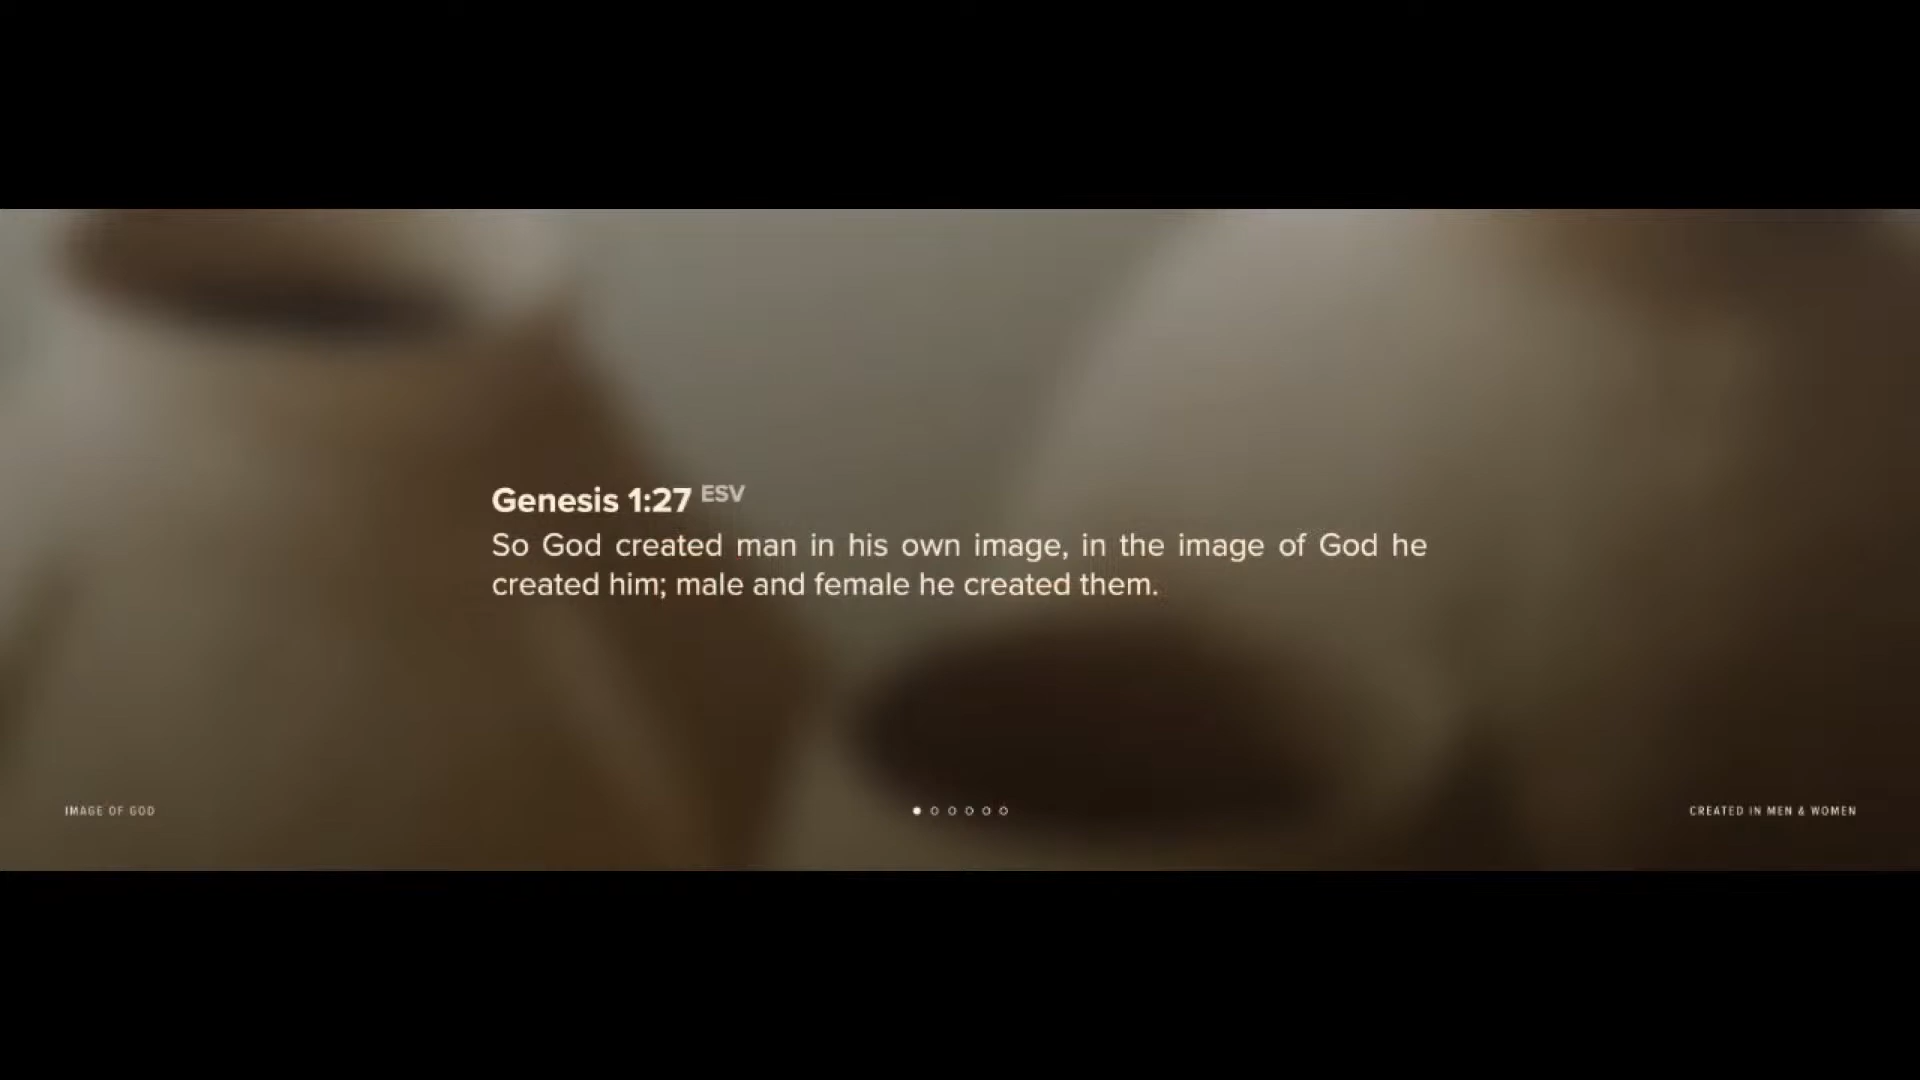 Genesis 1:27 ESV
So God created man in his own image, in the image of God he
created him; male and female he created them.
IMAGE OF GOD
CREATED IN MEN & WOMEN